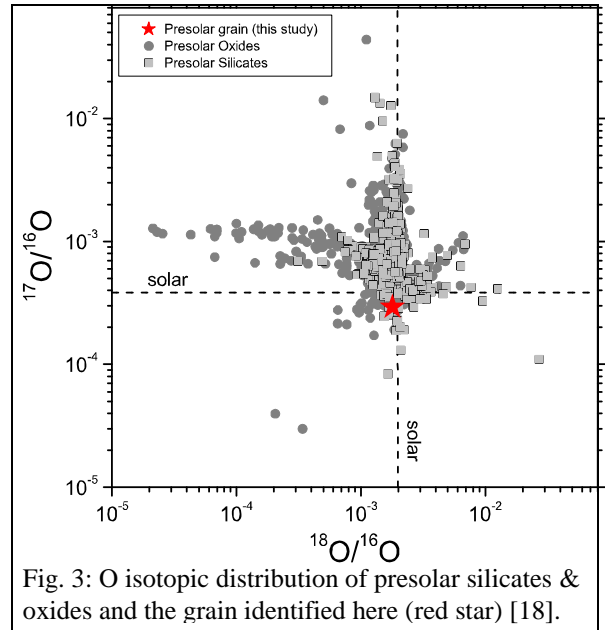 Presolar grain (this study)
Presolar Oxides
Presolar Silicates
10⁻²
10⁻³
10⁻⁴
10⁻⁵
¹⁷O/¹⁶O
solar
solar
10⁻⁵
10⁻⁴
10⁻³
10⁻²
¹⁸O/¹⁶O
Fig. 3: O isotopic distribution of presolar silicates &
oxides and the grain identified here (red star) [18].